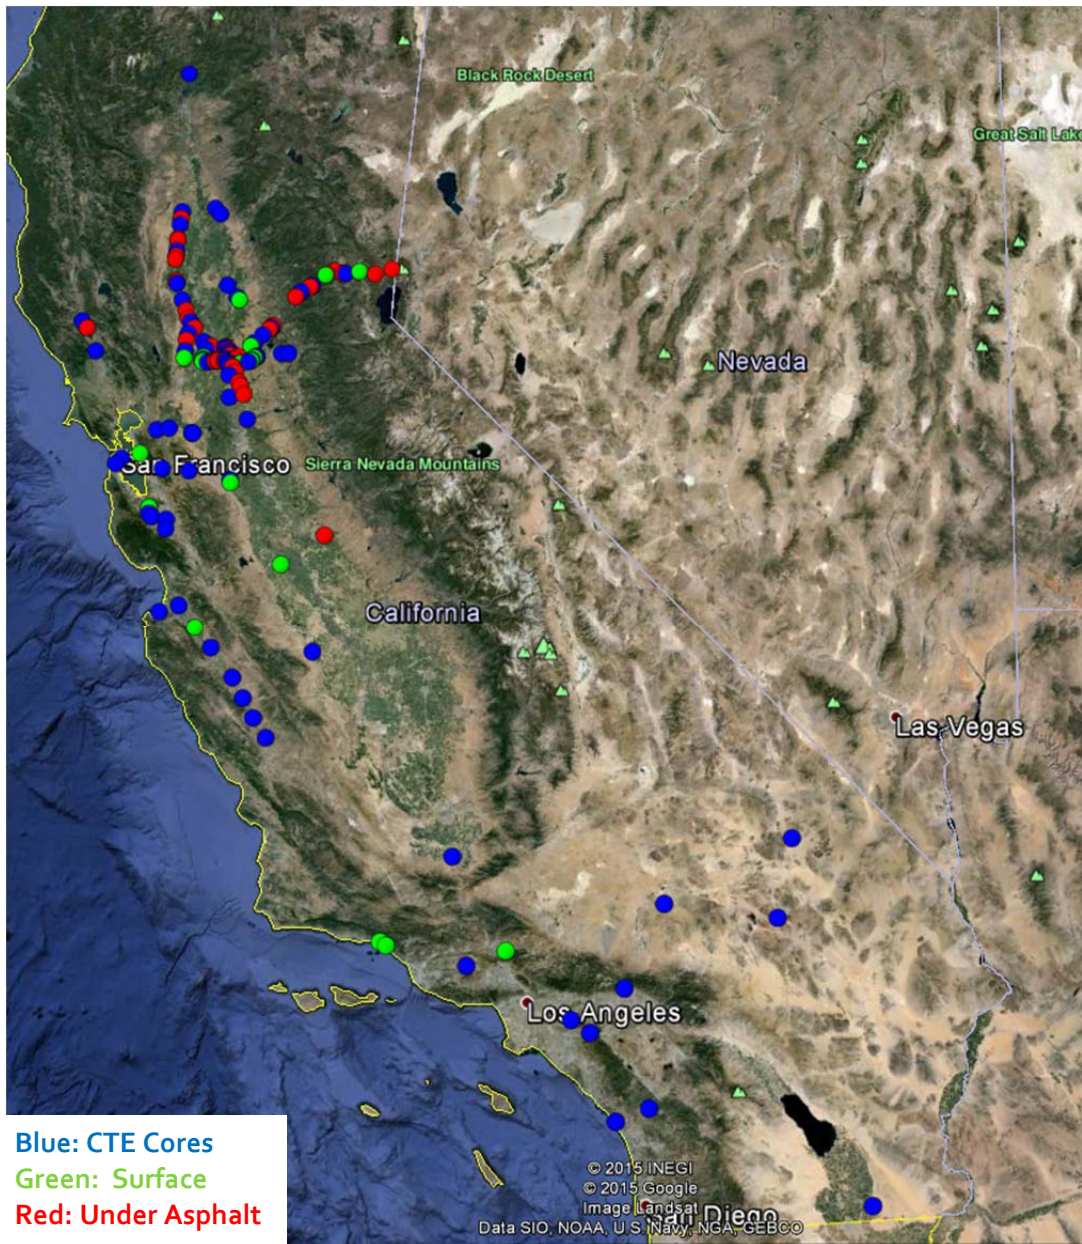 Black Rock Desert
Great Salt Lake
Nevada
San Francisco
Sierra Nevada Mountains
California
Las Vegas
Los Angeles
Blue: CTE Cores
Green: Surface
Red: Under Asphalt
© 2015 INEGI
© 2015 Google
Image Landsat
San Diego
Data SIO, NOAA, U.S. Navy, NGA, GEBCO